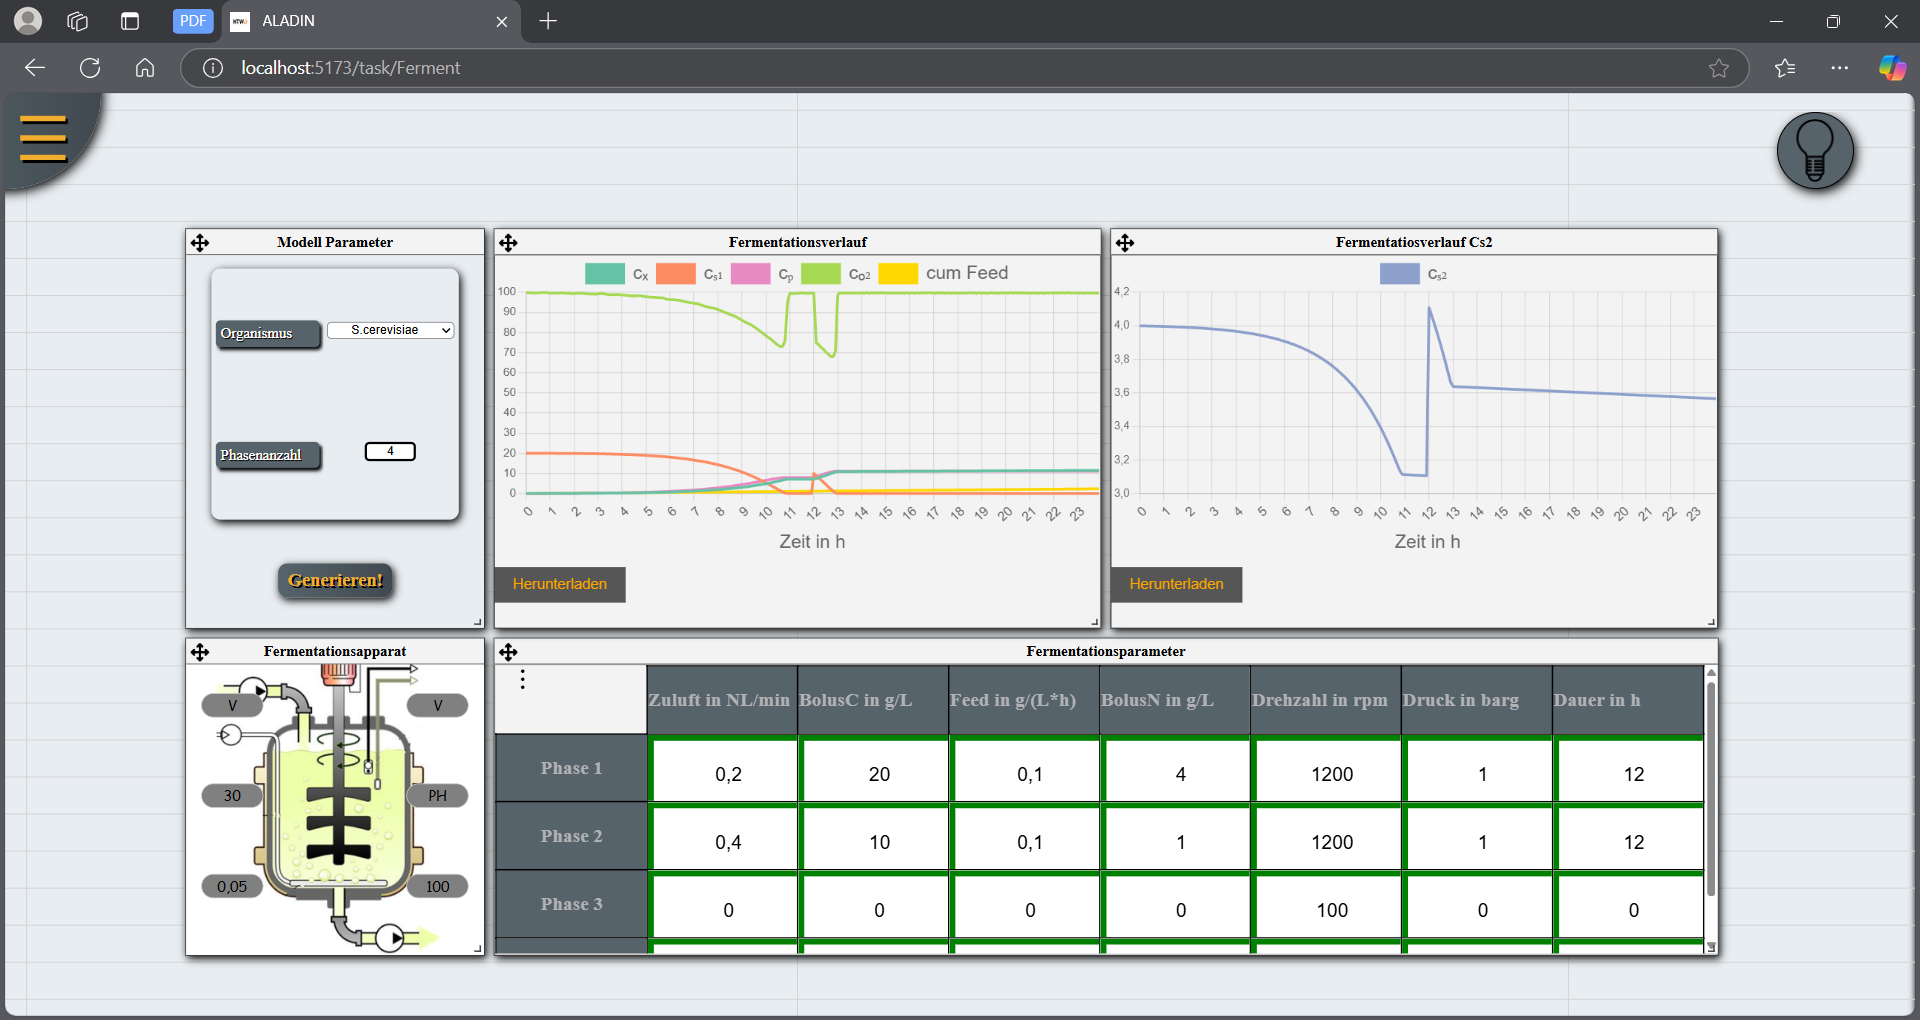 PDF
HTW
ALADIN
localhost:5173/task/Ferment
Modell Parameter
Organismus
S.cerevisiae
Phasenanzahl
4
Generieren!
Fermentationsverlauf
cx cs1 cp co2 cum Feed
100
90
80
70
60
50
40
30
20
10
0
0 1 2 3 4 5 6 7 8 9 10 11 12 13 14 15 16 17 18 19 20 21 22 23
Zeit in h
Herunterladen
Fermentatiosverlauf Cs2
cs2
4,2
4,0
3,8
3,6
3,4
3,2
3,0
0 1 2 3 4 5 6 7 8 9 10 11 12 13 14 15 16 17 18 19 20 21 22 23
Zeit in h
Herunterladen
Fermentationsapparat
V V
30 PH
0,05 100
Fermentationsparameter
Zuluft in NL/min BolusC in g/L Feed in g/(L*h) BolusN in g/L Drehzahl in rpm Druck in barg Dauer in h
Phase 1 0,2 20 0,1 4 1200 1 12
Phase 2 0,4 10 0,1 1 1200 1 12
Phase 3 0 0 0 0 100 0 0